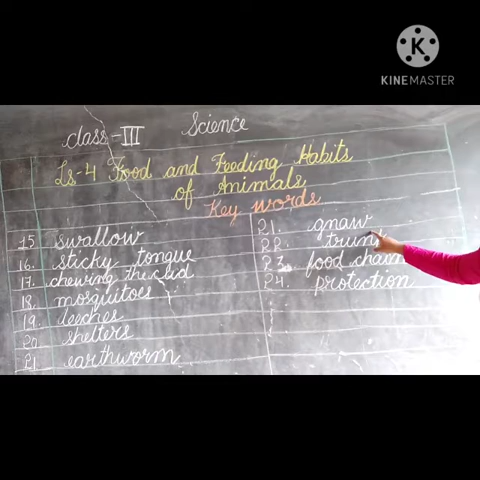 KINEMASTER
class-III Science
Ls-4 Food and Feeding Habits
of Animals
Key words
15 swallow
16. sticky tongue
17. chewing the cud
18. mosquitoes
19. leeches
20. shelters
21 earthworm
21. gnaw
22. trunk
23. food chain
24. protection